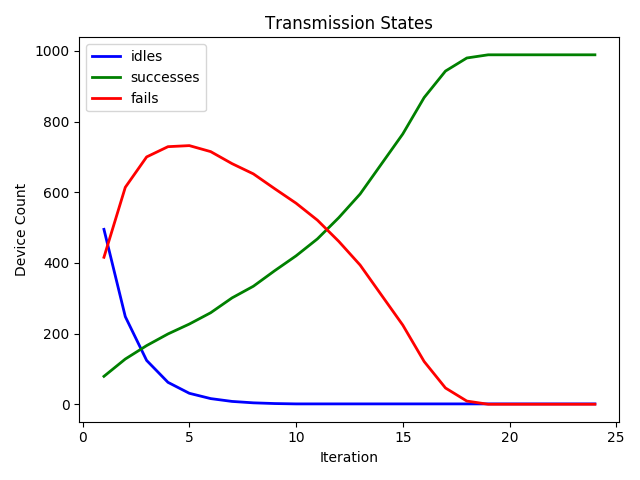 Transmission States
idles
successes
fails
Device Count
1000
800
600
400
200
0
0 5 10 15 20 25
Iteration